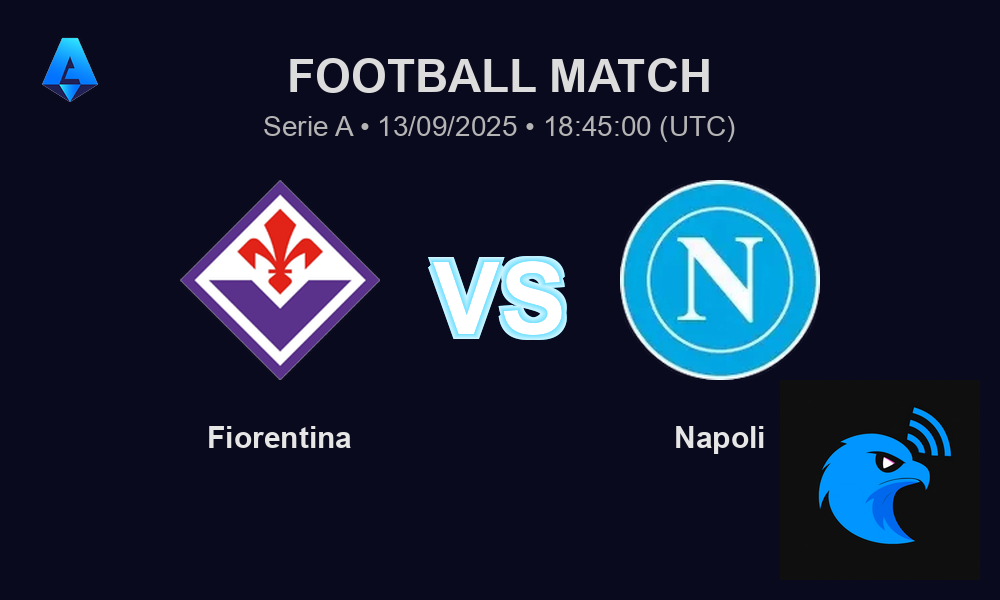 FOOTBALL MATCH
Serie A • 13/09/2025 • 18:45:00 (UTC)
N
VS
Fiorentina
Napoli